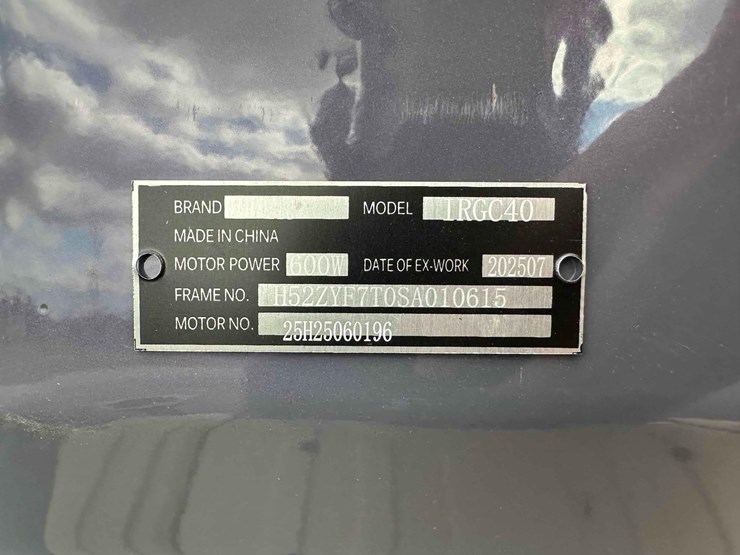 BRAND MODEL 1RGC40
MADE IN CHINA
MOTOR POWER 600W DATE OF EX-WORK 202507
FRAME NO. H52ZYF7T0SA010615
MOTOR NO. 25H25060196